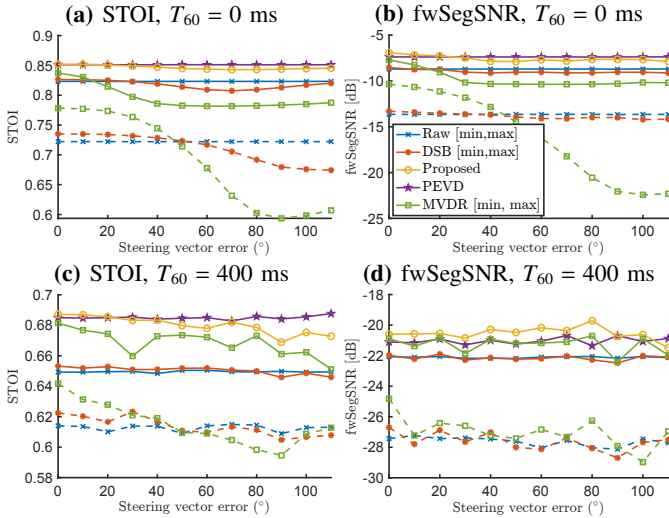 (a) STOI, T60 = 0 ms
0.9
0.85
0.8
0.75
0.7
0.65
0.6
STOI
0 20 40 60 80 100
Steering vector error (°)
(b) fwSegSNR, T60 = 0 ms
-5
-10
-15
-20
-25
fwSegSNR [dB]
Raw [min,max]
DSB [min,max]
Proposed
PEVD
MVDR [min, max]
0 20 40 60 80 100
Steering vector error (°)
(c) STOI, T60 = 400 ms
0.7
0.68
0.66
0.64
0.62
0.6
0.58
STOI
0 20 40 60 80 100
Steering vector error (°)
(d) fwSegSNR, T60 = 400 ms
-18
-20
-22
-24
-26
-28
-30
fwSegSNR [dB]
0 20 40 60 80 100
Steering vector error (°)